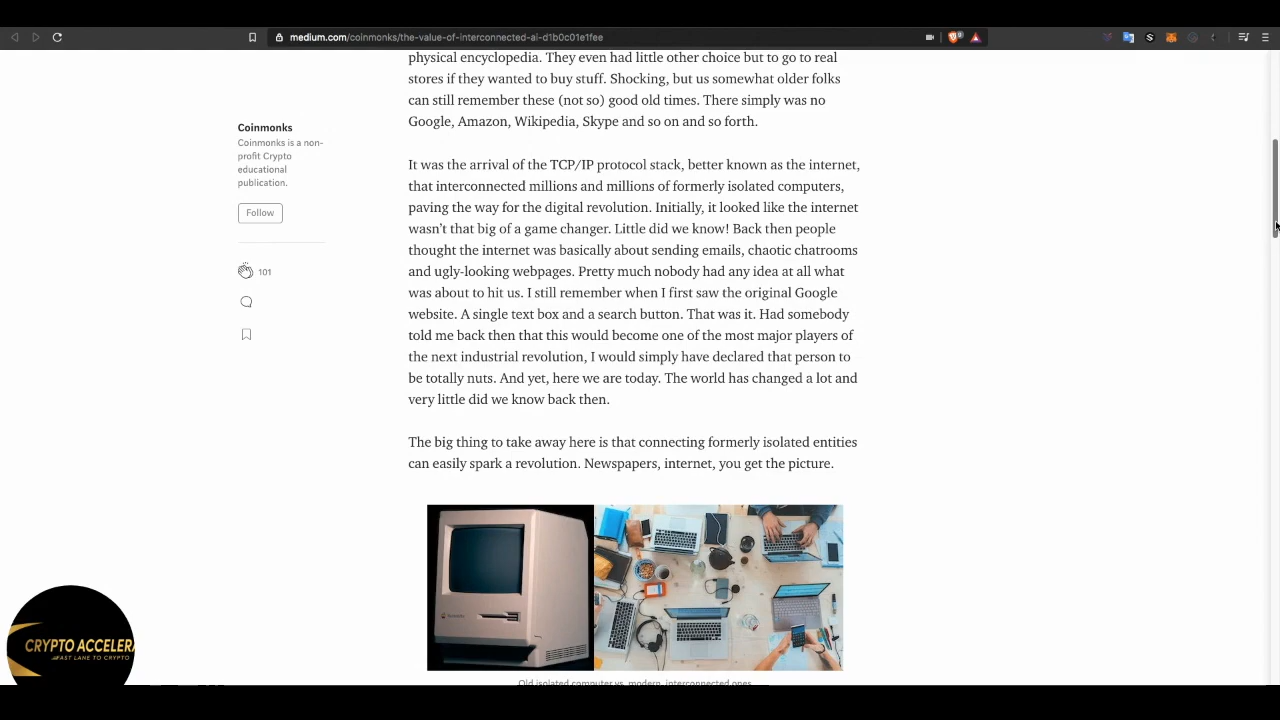 medium.com/coinmonks/the-value-of-interconnected-ai-d1b0c01e1fee
physical encyclopedia. They even had little other choice but to go to real
stores if they wanted to buy stuff. Shocking, but us somewhat older folks
can still remember these (not so) good old times. There simply was no
Google, Amazon, Wikipedia, Skype and so on and so forth.
Coinmonks
Coinmonks is a non-
profit Crypto
educational
publication.
Follow
101
It was the arrival of the TCP/IP protocol stack, better known as the internet,
that interconnected millions and millions of formerly isolated computers,
paving the way for the digital revolution. Initially, it looked like the internet
wasn’t that big of a game changer. Little did we know! Back then people
thought the internet was basically about sending emails, chaotic chatrooms
and ugly-looking webpages. Pretty much nobody had any idea at all what
was about to hit us. I still remember when I first saw the original Google
website. A single text box and a search button. That was it. Had somebody
told me back then that this would become one of the most major players of
the next industrial revolution, I would simply have declared that person to
be totally nuts. And yet, here we are today. The world has changed a lot and
very little did we know back then.
The big thing to take away here is that connecting formerly isolated entities
can easily spark a revolution. Newspapers, internet, you get the picture.
Old isolated computer vs. modern, interconnected ones
CRYPTO ACCELERA
FAST LANE TO CRYPTO